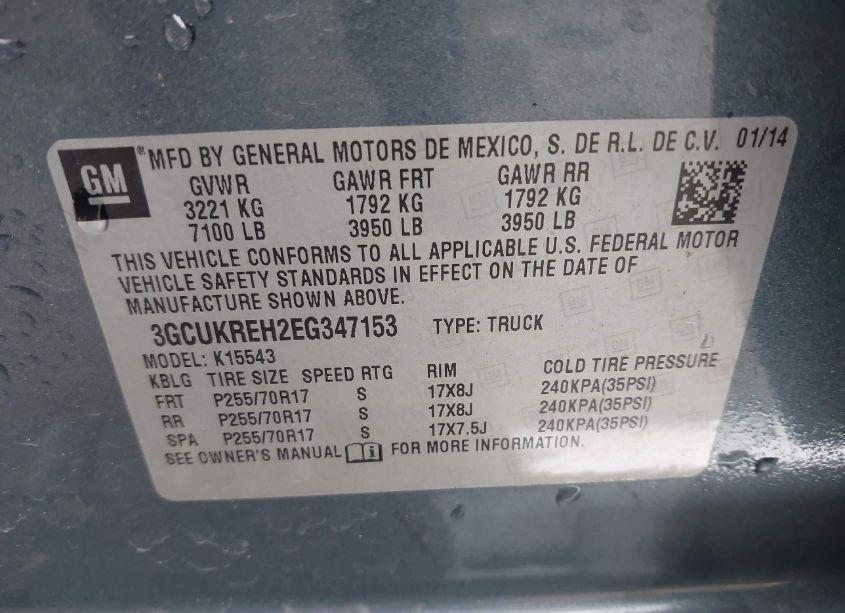 GM ® MFD BY GENERAL MOTORS DE MEXICO, S. DE R.L. DE C.V. 01/14
GVWR GAWR FRT GAWR RR
3221 KG 1792 KG 1792 KG
7100 LB 3950 LB 3950 LB
THIS VEHICLE CONFORMS TO ALL APPLICABLE U.S. FEDERAL MOTOR
VEHICLE SAFETY STANDARDS IN EFFECT ON THE DATE OF
MANUFACTURE SHOWN ABOVE.
3GCUKREH2EG347153 TYPE: TRUCK
MODEL: K15543
KBLG TIRE SIZE SPEED RTG RIM COLD TIRE PRESSURE
FRT P255/70R17 S 17X8J 240KPA(35PSI)
RR P255/70R17 S 17X8J 240KPA(35PSI)
SPA P255/70R17 S 17X7.5J 240KPA(35PSI)
SEE OWNER'S MANUAL i FOR MORE INFORMATION.